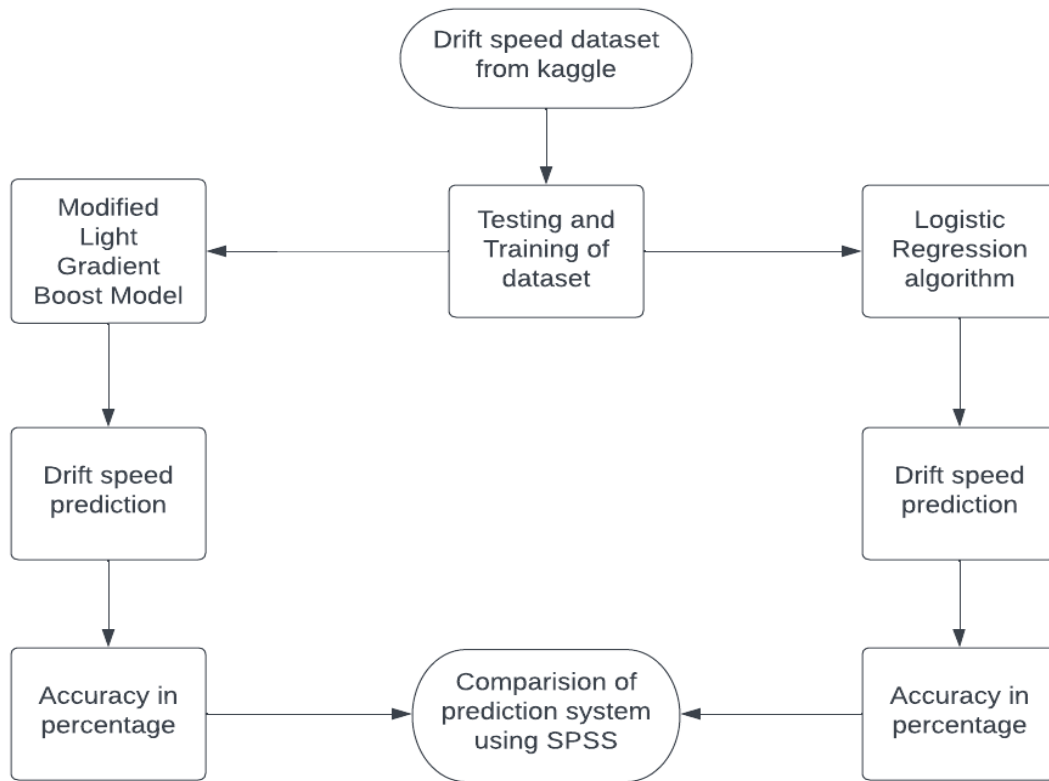 Drift speed dataset
from kaggle
Modified
Light
Gradient
Boost Model
Testing and
Training of
dataset
Logistic
Regression
algorithm
Drift speed
prediction
Drift speed
prediction
Accuracy in
percentage
Comparision of
prediction system
using SPSS
Accuracy in
percentage